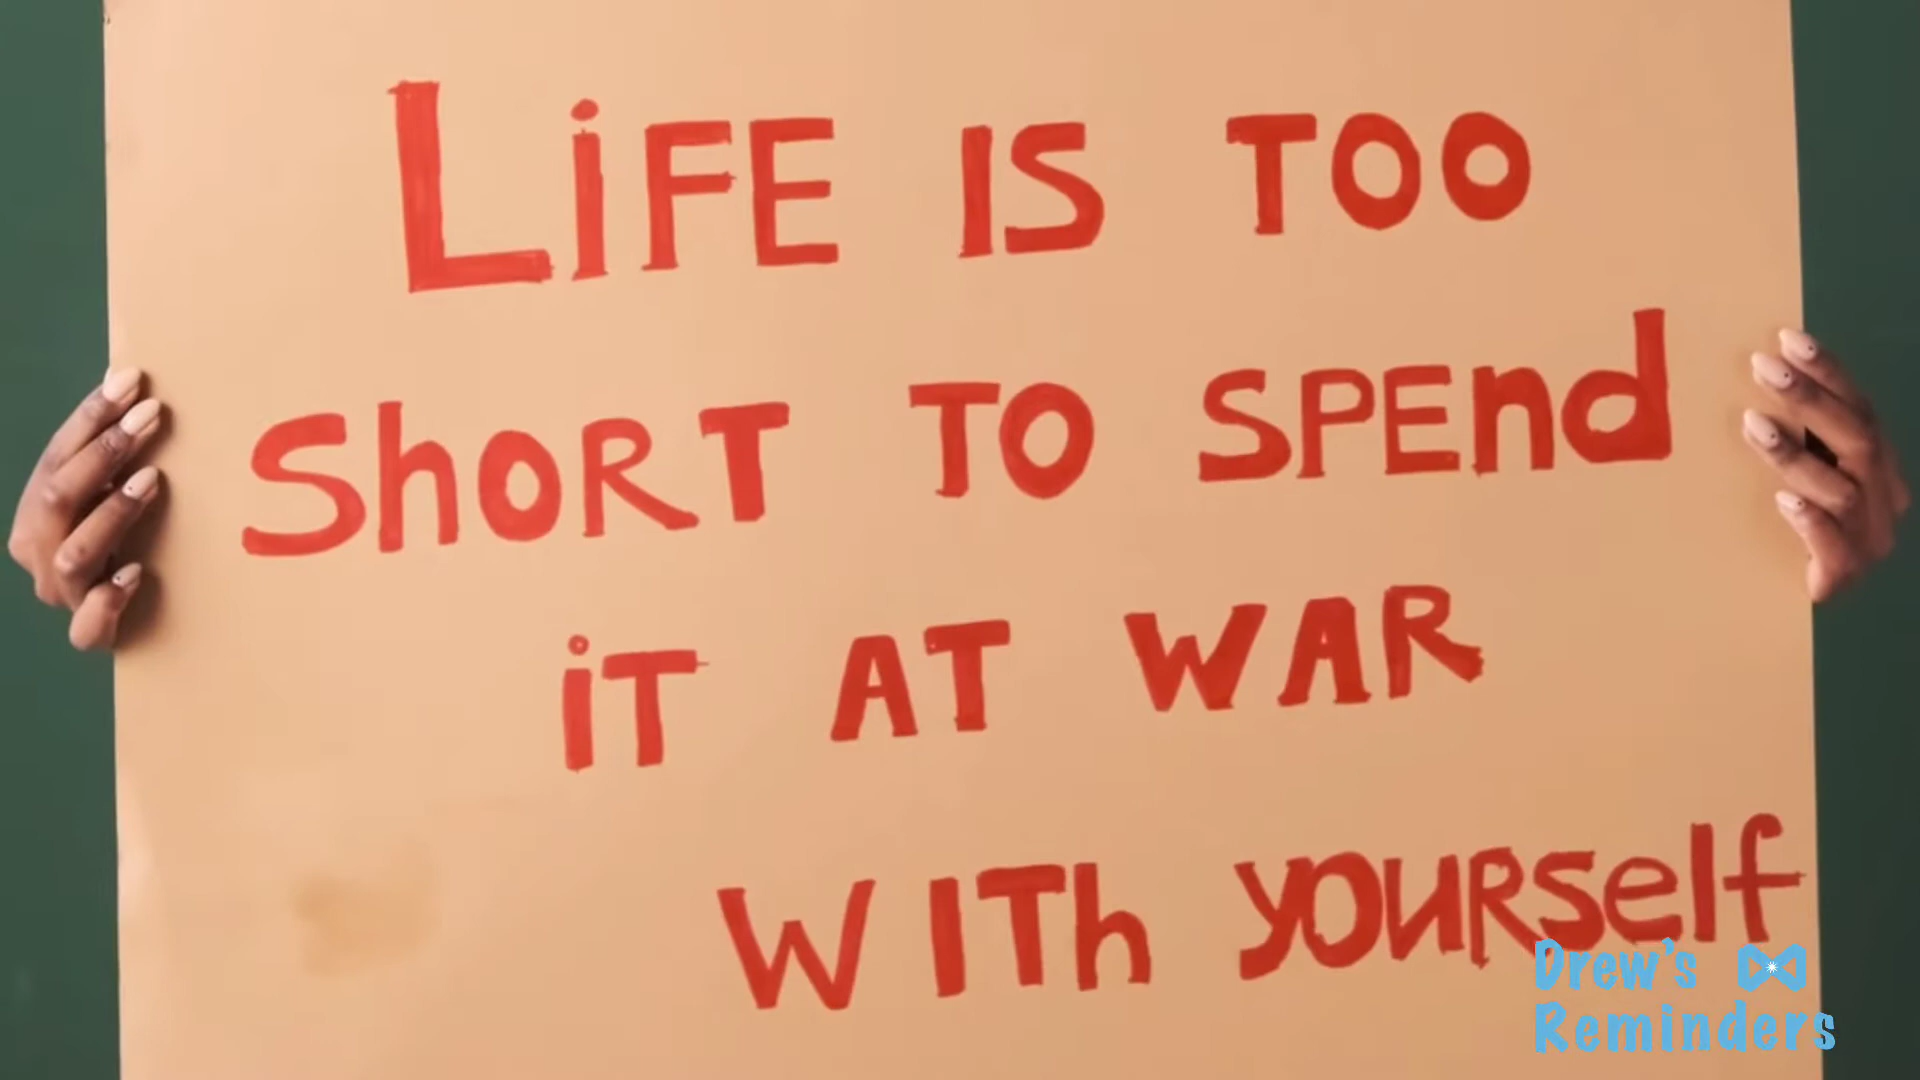 LiFE IS TOO
ShORT TO SPEnd
iT AT WAR
WITh yOURself
Drew's
Reminders